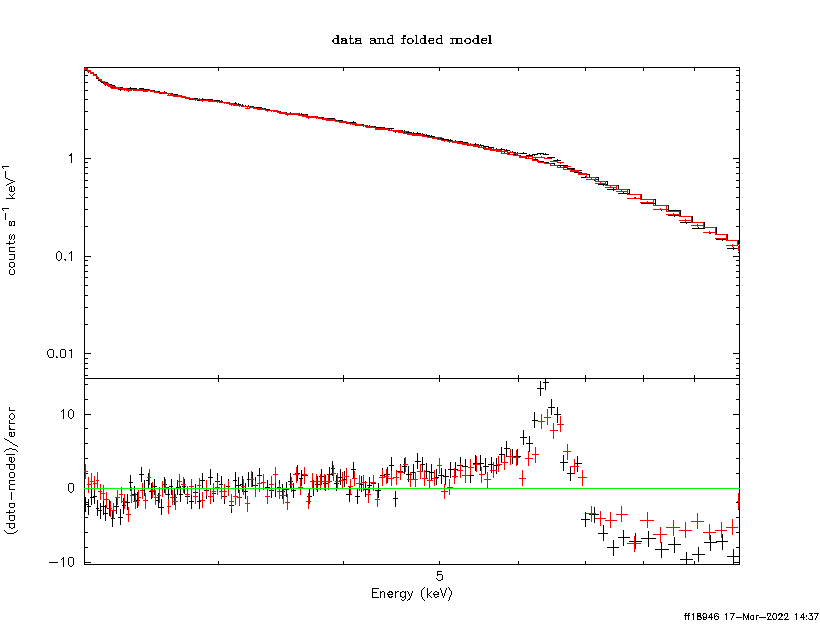 data and folded model
counts s⁻¹ keV⁻¹
1
0.1
0.01
(data−model)/error
10
0
−10
5
Energy (keV)
ff18946 17−Mar−2022 14:37